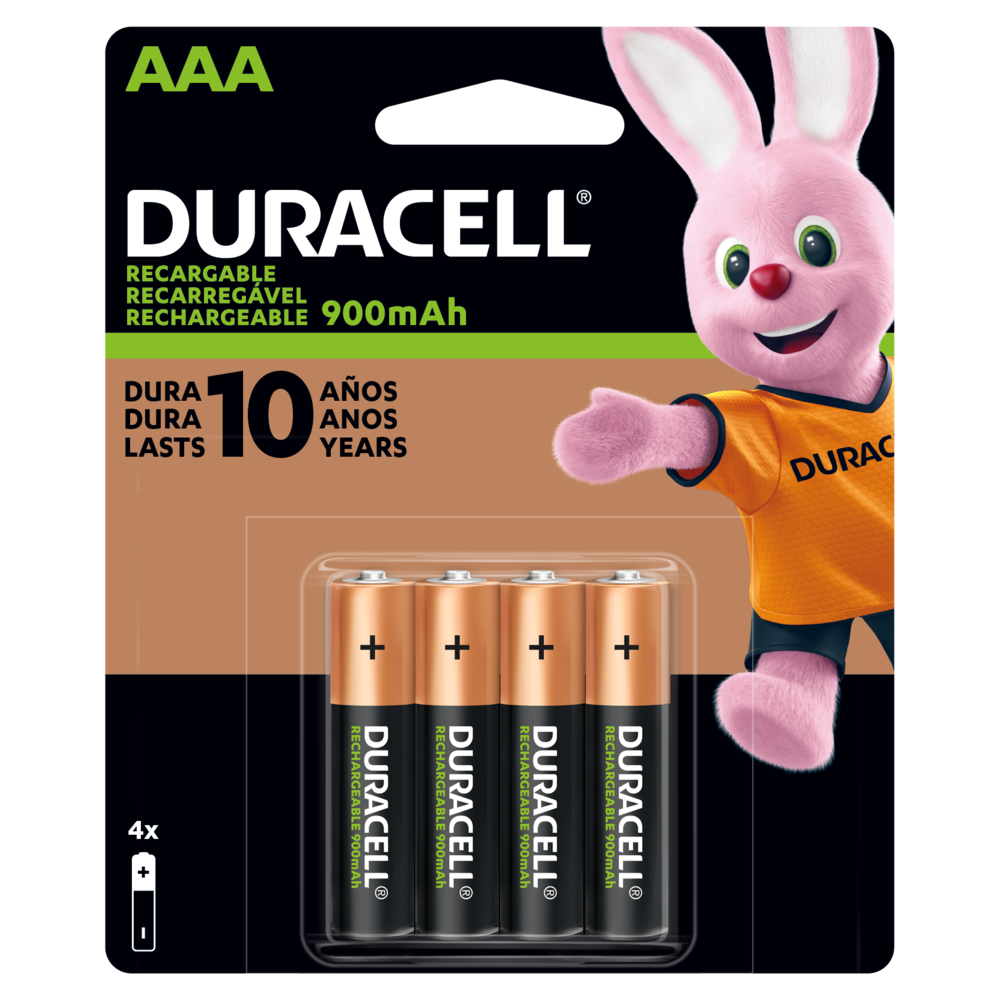 AAA
DURACELL®
RECARGABLE
RECARREGÁVEL
RECHARGEABLE 900mAh
DURA 10 AÑOS
DURA ANOS
LASTS YEARS
DURAC
+ + + +
DURACELL®
RECHARGEABLE 900mAh
DURACELL®
RECHARGEABLE 900mAh
DURACELL®
RECHARGEABLE 900mAh
DURACELL®
RECHARGEABLE 900mAh
4x
+
-